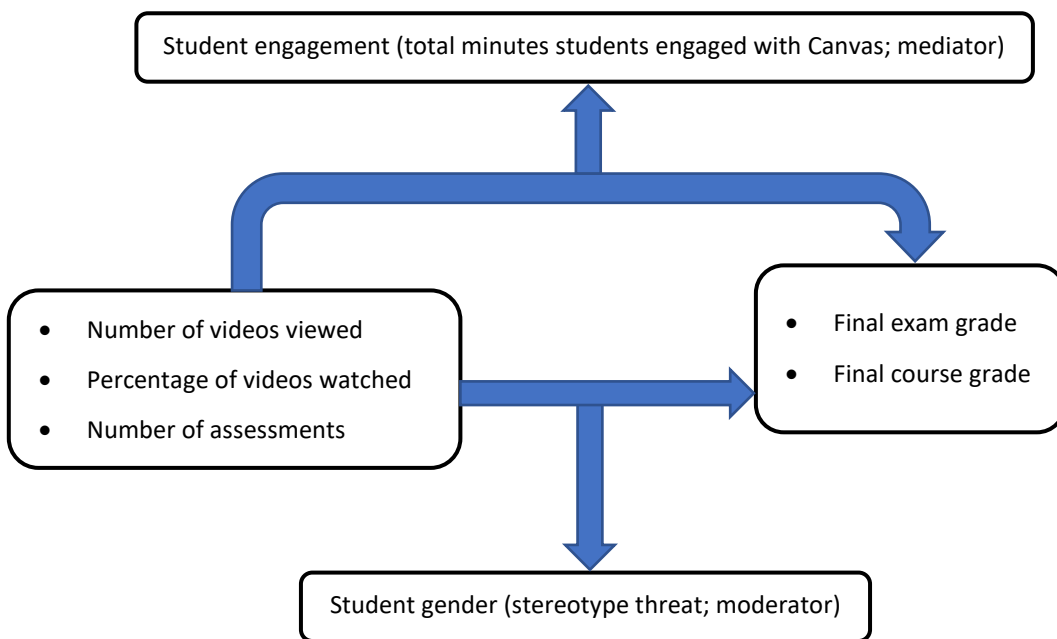 Student engagement (total minutes students engaged with Canvas; mediator)
• Number of videos viewed
• Percentage of videos watched
• Number of assessments
• Final exam grade
• Final course grade
Student gender (stereotype threat; moderator)